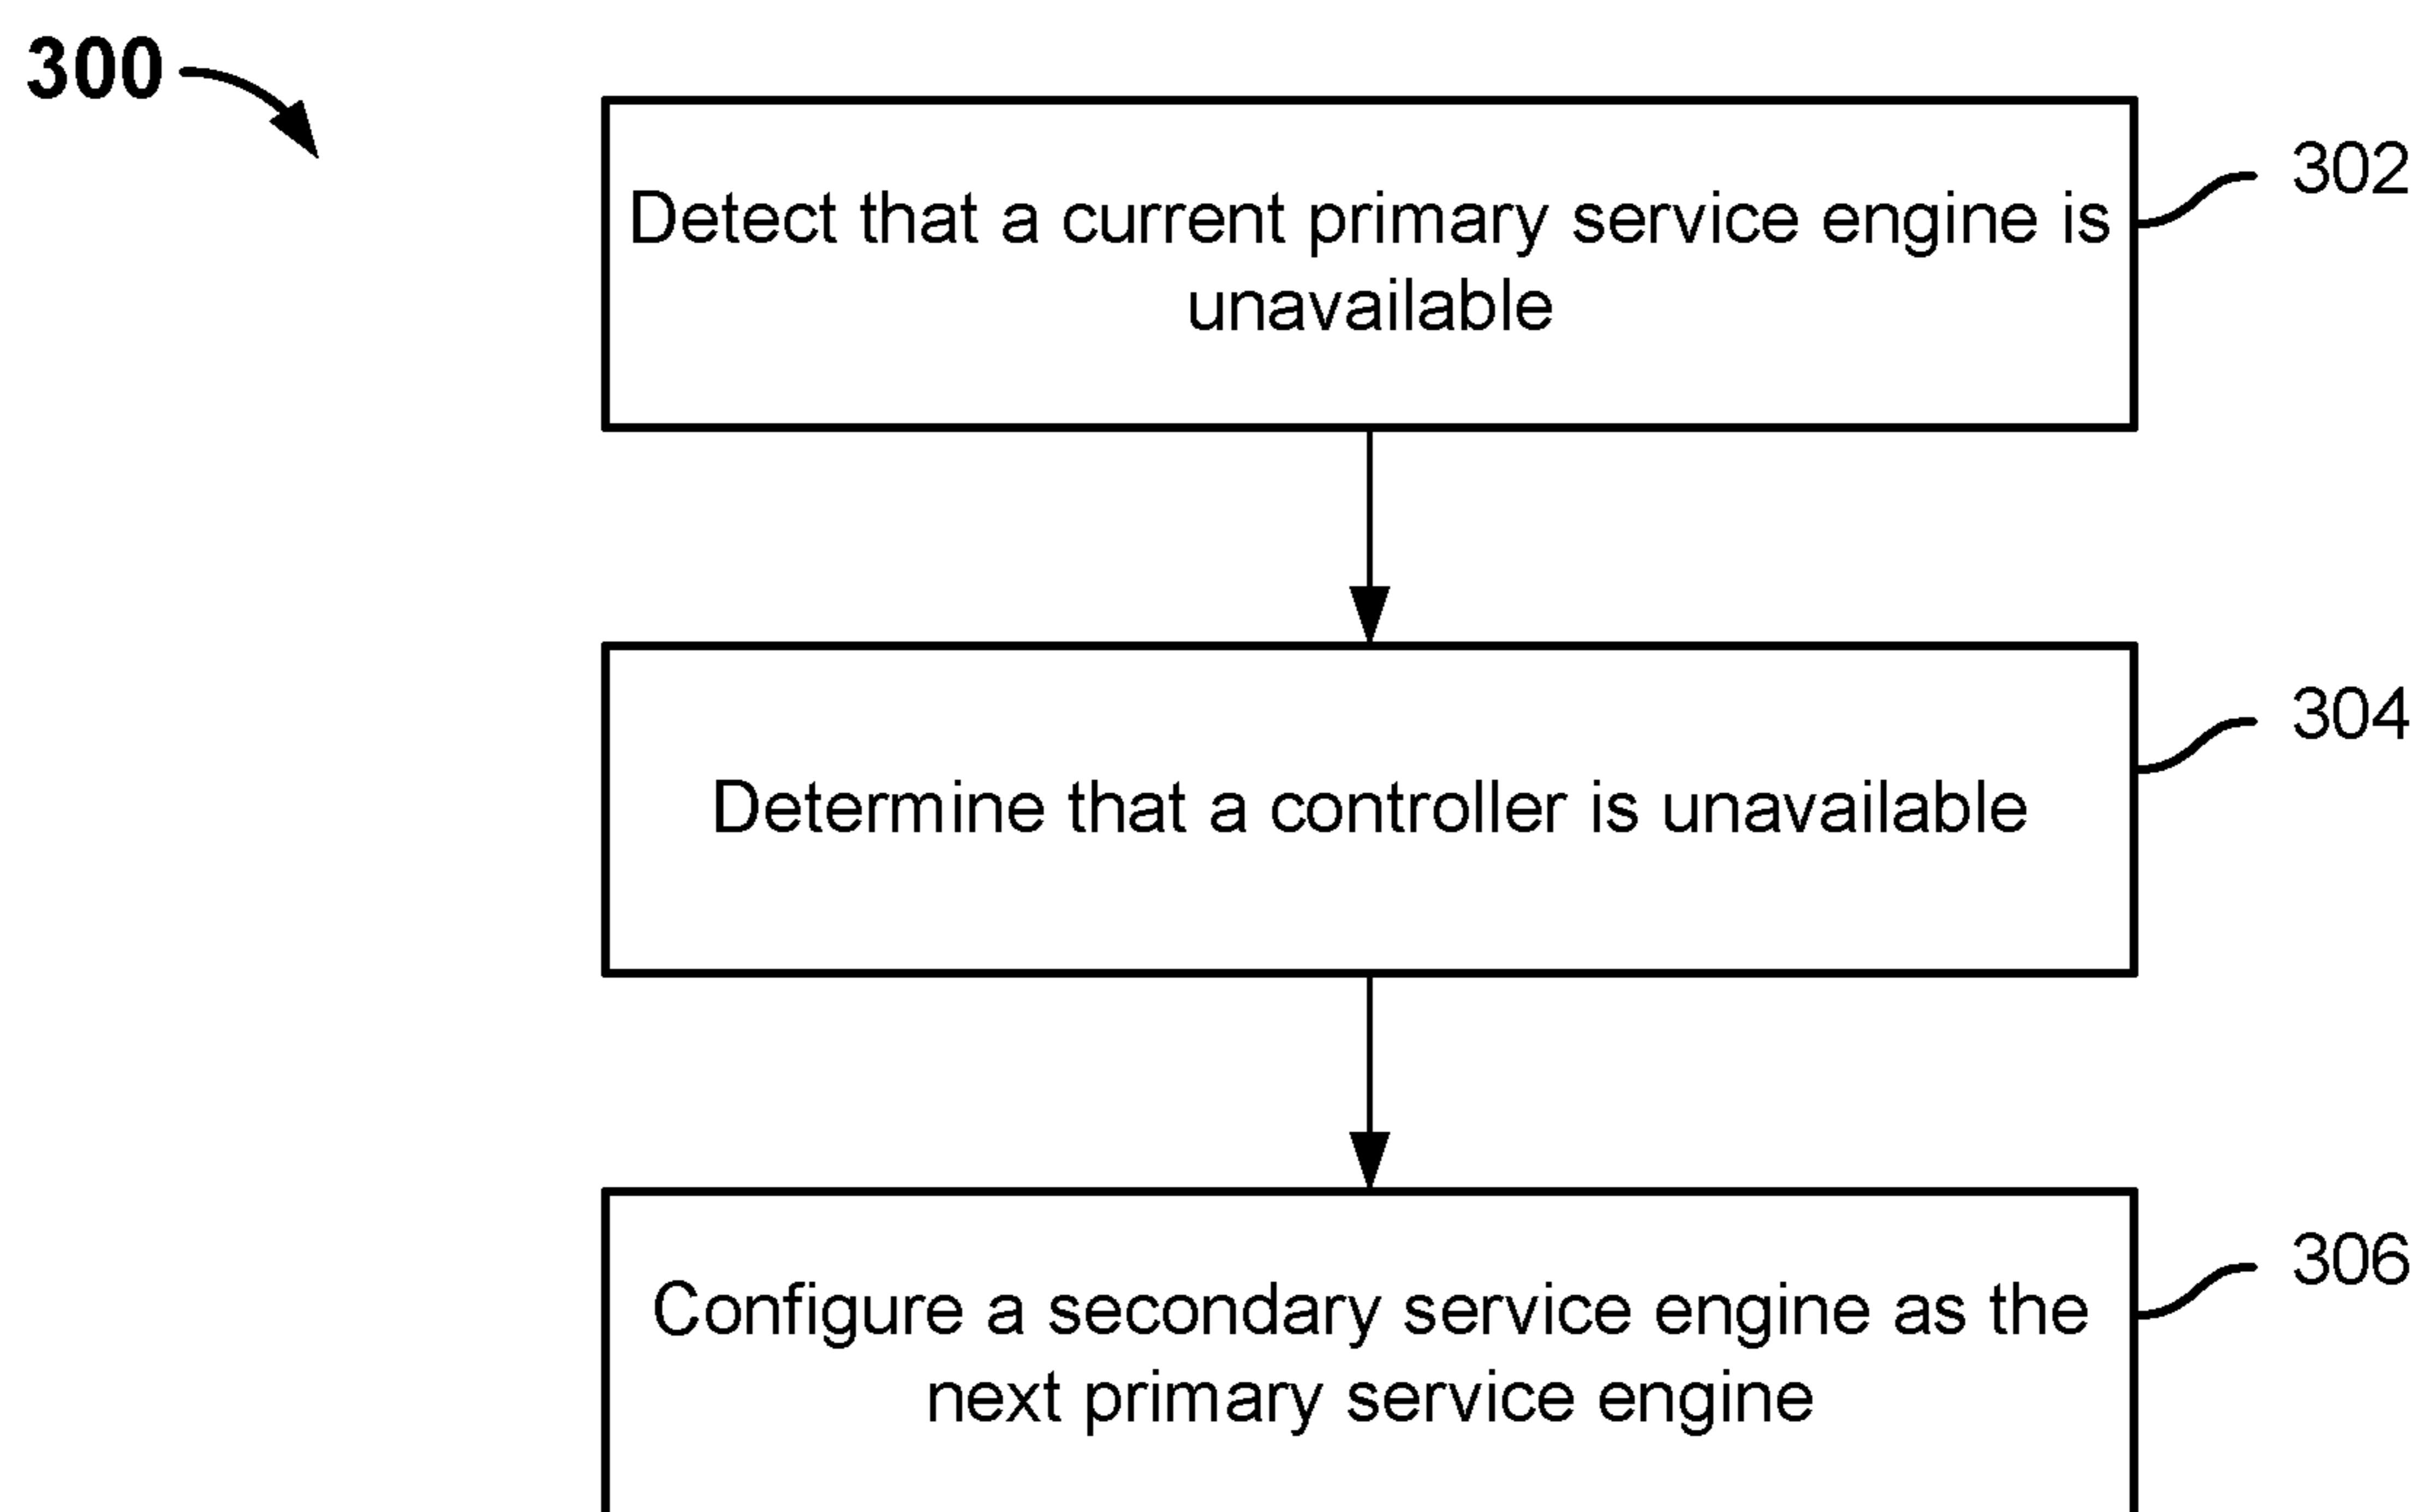 300
Detect that a current primary service engine is
unavailable
302
Determine that a controller is unavailable
304
Configure a secondary service engine as the
next primary service engine
306